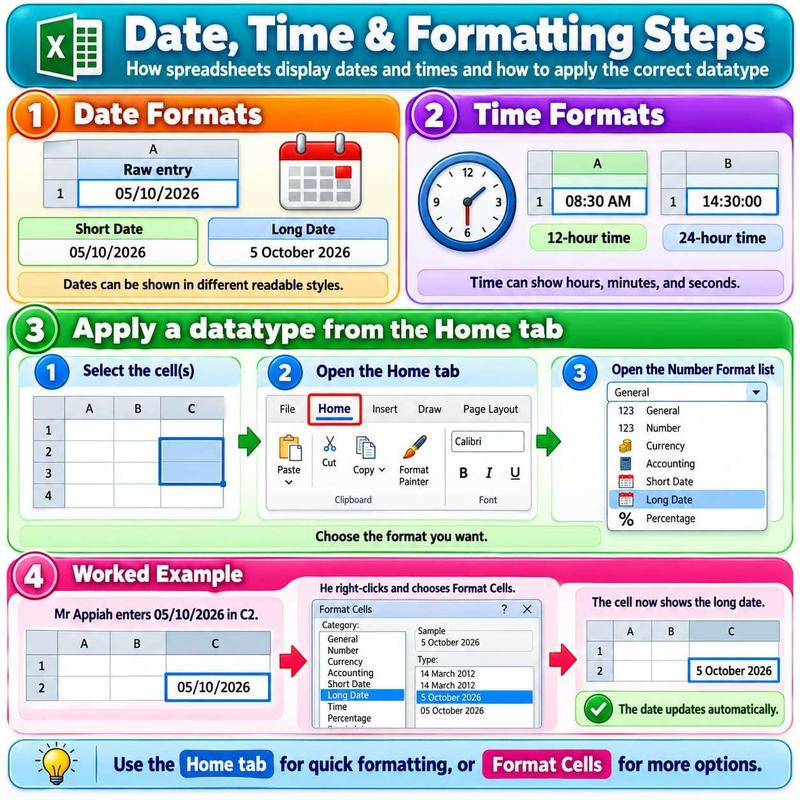 X
Date, Time & Formatting Steps
How spreadsheets display dates and times and how to apply the correct datatype
1 Date Formats
A
Raw entry
1 05/10/2026
Short Date
05/10/2026
Long Date
5 October 2026
Dates can be shown in different readable styles.
2 Time Formats
12
3
6
9
A
1 08:30 AM
12-hour time
B
1 14:30:00
24-hour time
Time can show hours, minutes, and seconds.
3 Apply a datatype from the Home tab
1 Select the cell(s)
A B C
1
2
3
4
2 Open the Home tab
File Home Insert Draw Page Layout
Paste
Cut
Copy
Format
Painter
Clipboard
Calibri
B I U
Font
3 Open the Number Format list
General
123 General
123 Number
Currency
Accounting
Short Date
Long Date
% Percentage
Choose the format you want.
4 Worked Example
Mr Appiah enters 05/10/2026 in C2.
A B C
1
2 05/10/2026
He right-clicks and chooses Format Cells.
Format Cells ? X
Category:
General
Number
Currency
Accounting
Short Date
Long Date
Time
Percentage
Sample
5 October 2026
Type:
14 March 2012
14 March 2012
5 October 2026
05 October 2026
The cell now shows the long date.
A B C
1
2 5 October 2026
The date updates automatically.
Use the Home tab for quick formatting, or Format Cells for more options.